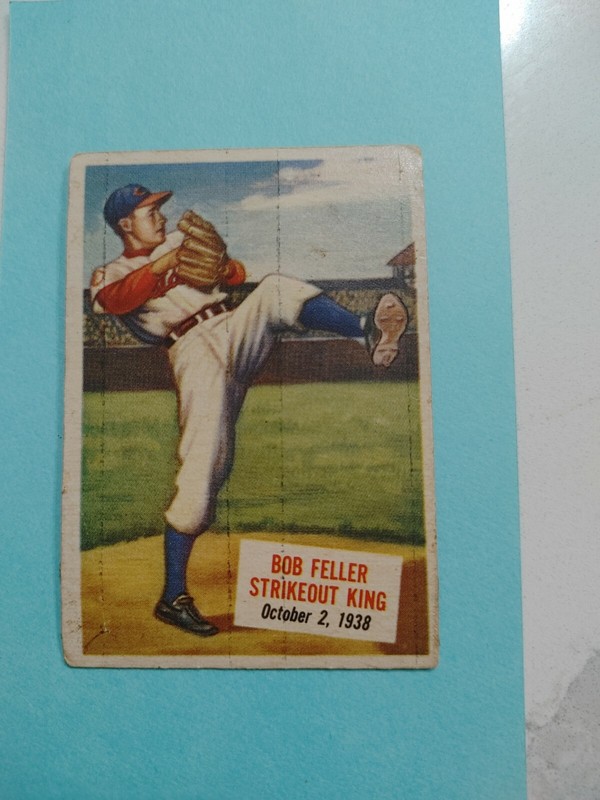 BOB FELLER
STRIKEOUT KING
October 2, 1938